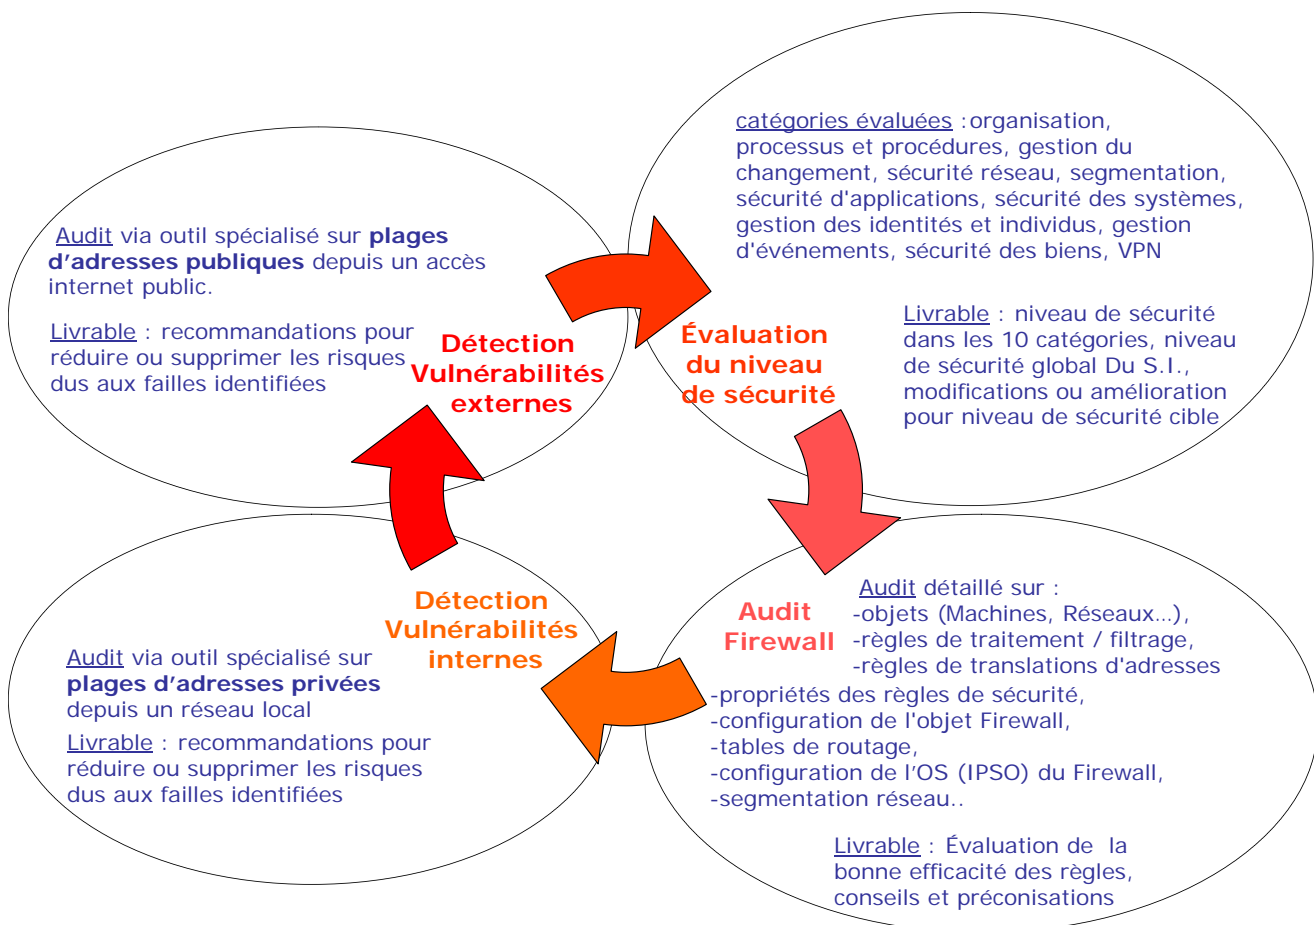 Audit via outil spécialisé sur plages
d’adresses publiques depuis un accès
internet public.
Livrable : recommandations pour
réduire ou supprimer les risques
dus aux failles identifiées
Détection
Vulnérabilités
externes
catégories évaluées :organisation,
processus et procédures, gestion du
changement, sécurité réseau, segmentation,
sécurité d'applications, sécurité des systèmes,
gestion des identités et individus, gestion
d'événements, sécurité des biens, VPN
Livrable : niveau de sécurité
dans les 10 catégories, niveau
de sécurité global Du S.I.,
modifications ou amélioration
pour niveau de sécurité cible
Évaluation
du niveau
de sécurité
Audit
Firewall
Audit détaillé sur :
-objets (Machines, Réseaux...),
-règles de traitement / filtrage,
-règles de translations d'adresses
-propriétés des règles de sécurité,
-configuration de l'objet Firewall,
-tables de routage,
-configuration de l’OS (IPSO) du Firewall,
-segmentation réseau..
Livrable : Évaluation de la
bonne efficacité des règles,
conseils et préconisations
Détection
Vulnérabilités
internes
Audit via outil spécialisé sur
plages d’adresses privées
depuis un réseau local
Livrable : recommandations pour
réduire ou supprimer les risques
dus aux failles identifiées